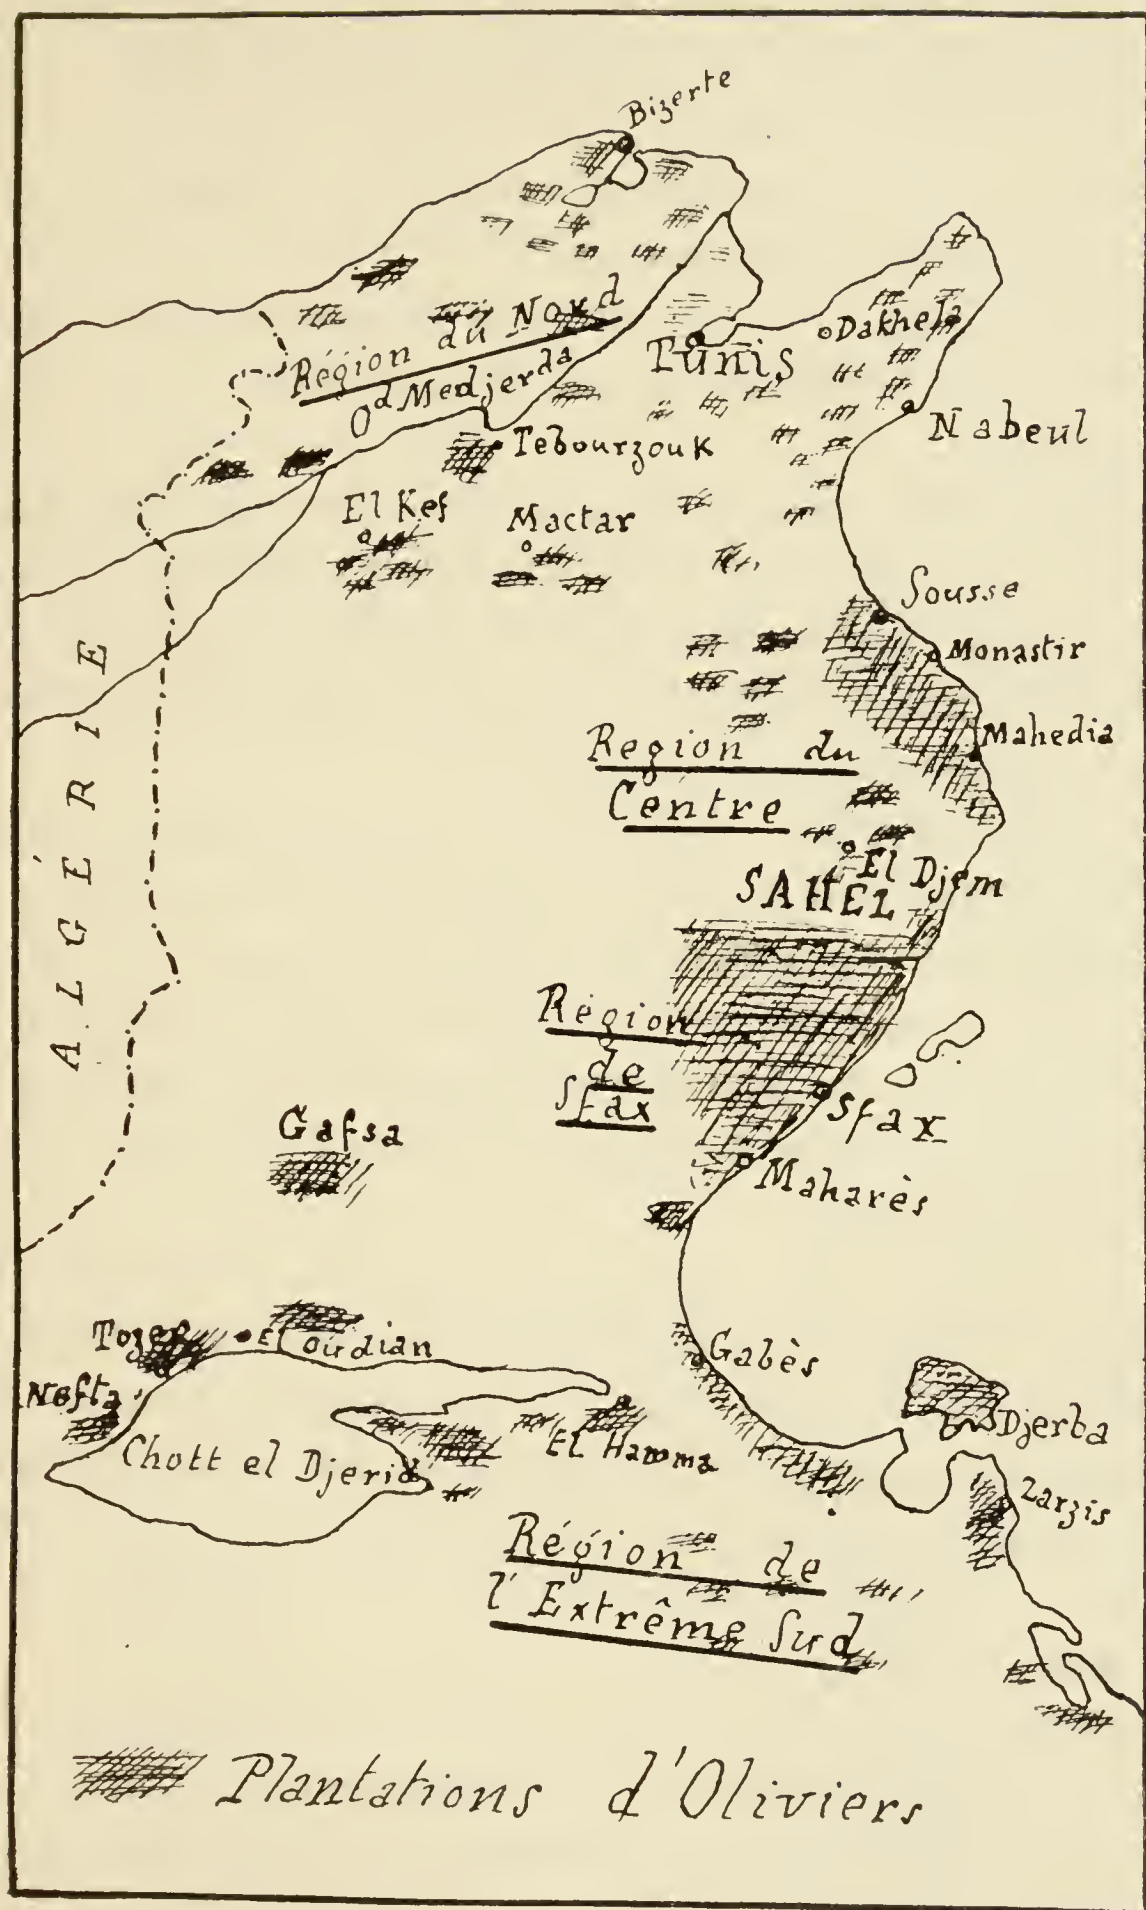 Bizerte
Région du Nord
Od Medjerda
Tunis
Dakhela
Nabeul
Tebourzouk
El Kef
Mactar
Sousse
Monastir
Mahedia
Region du
Centre
El Djem
SAHEL
ALGÉRIE
Région
de
Sfax
Sfax
Maharès
Gafsa
Tozer
El Oudian
Nefta
Chott el Djerid
El Hamma
Gabès
Djerba
Zarzis
Région de
l'Extrême Sud
Plantations d'Oliviers